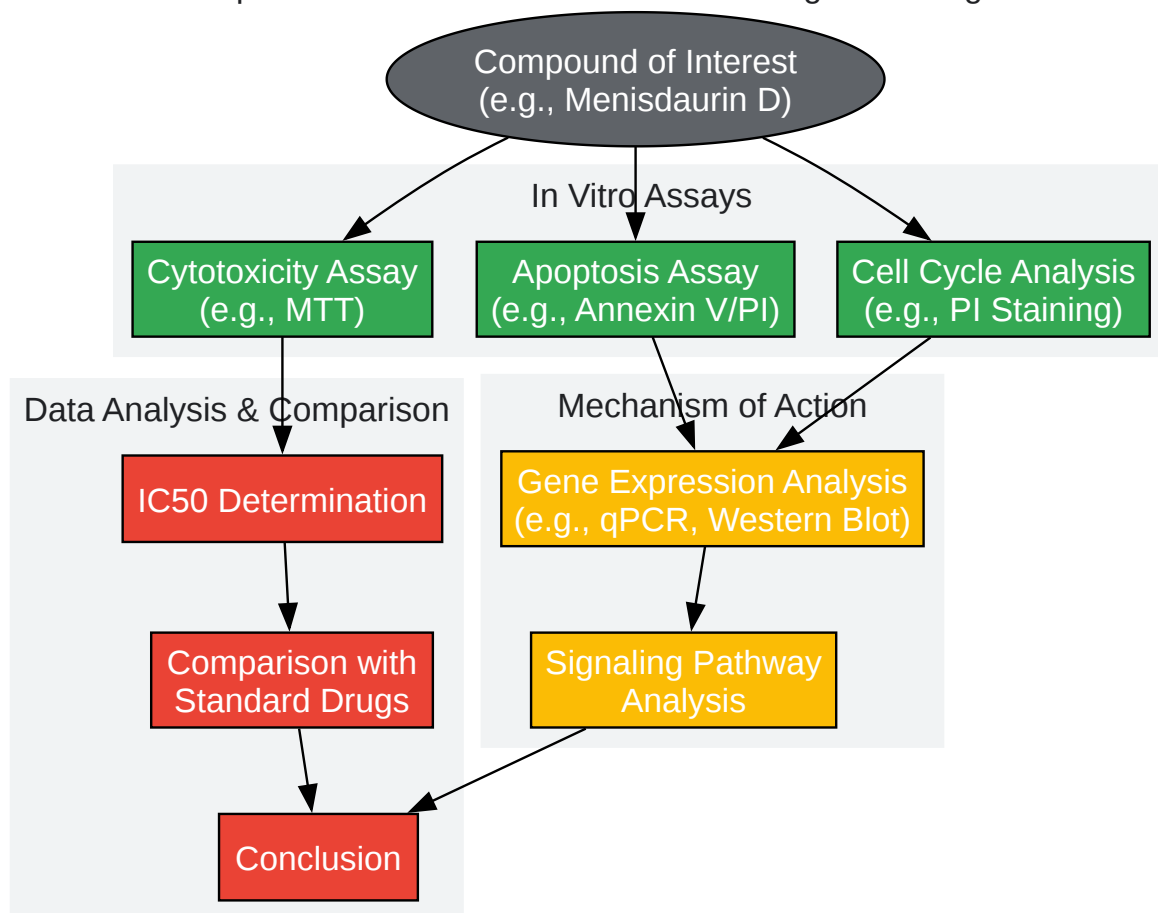 Compound of Interest
(e.g., Menisdaurin D)
In Vitro Assays
Cytotoxicity Assay
(e.g., MTT)
Apoptosis Assay
(e.g., Annexin V/PI)
Cell Cycle Analysis
(e.g., PI Staining)
Data Analysis & Comparison
Mechanism of Action
IC50 Determination
Gene Expression Analysis
(e.g., qPCR, Western Blot)
Comparison with
Standard Drugs
Signaling Pathway
Analysis
Conclusion